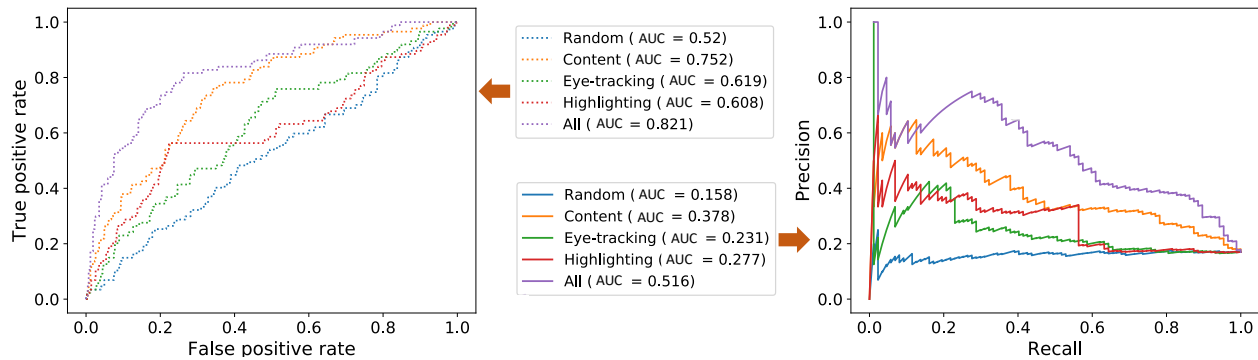 True positive rate
1.0
0.8
0.6
0.4
0.2
0.0
0.0 0.2 0.4 0.6 0.8 1.0
False positive rate
Random ( AUC = 0.52)
Content ( AUC = 0.752)
Eye-tracking ( AUC = 0.619)
Highlighting ( AUC = 0.608)
All ( AUC = 0.821)
Random (AUC = 0.158)
Content ( AUC = 0.378)
Eye-tracking ( AUC = 0.231)
Highlighting ( AUC = 0.277)
All ( AUC = 0.516)
Precision
1.0
0.8
0.6
0.4
0.2
0.0
0.0 0.2 0.4 0.6 0.8 1.0
Recall